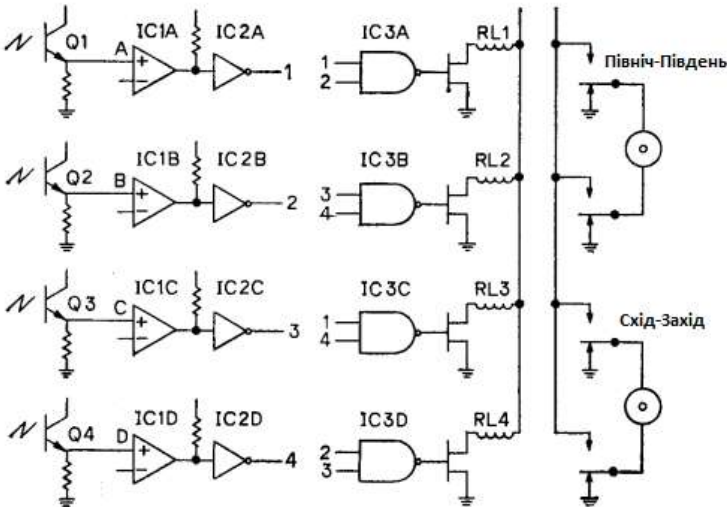 IC1A IC2A IC3A RL1
Q1 A + − 1 1 2 Північ-Південь
IC1B IC2B IC3B RL2
Q2 B + − 2 3 4
IC1C IC2C IC3C RL3
Q3 C + − 3 1 4 Схід-Захід
IC1D IC2D IC3D RL4
Q4 D + − 4 2 3